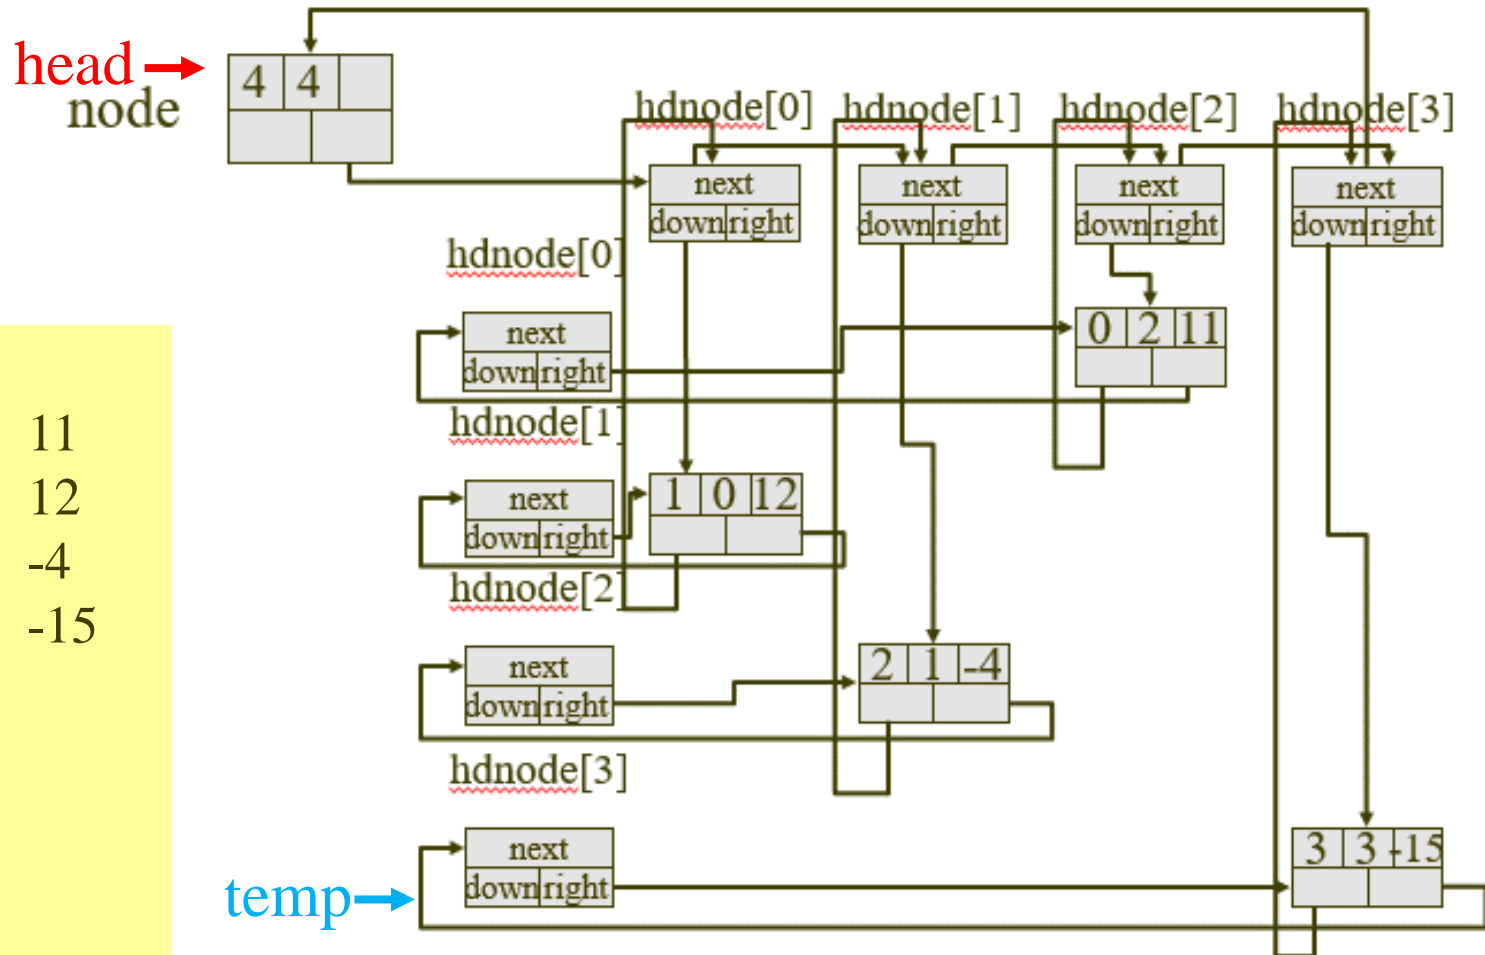 head
4 4
node
hdnode[0] hdnode[1] hdnode[2] hdnode[3]
next next next next
down right down right down right down right
hdnode[0]
next
down right
0 2 11
hdnode[1]
next
down right
1 0 12
hdnode[2]
next
down right
2 1 -4
hdnode[3]
next
down right
3 3 -15
temp
11
12
-4
-15